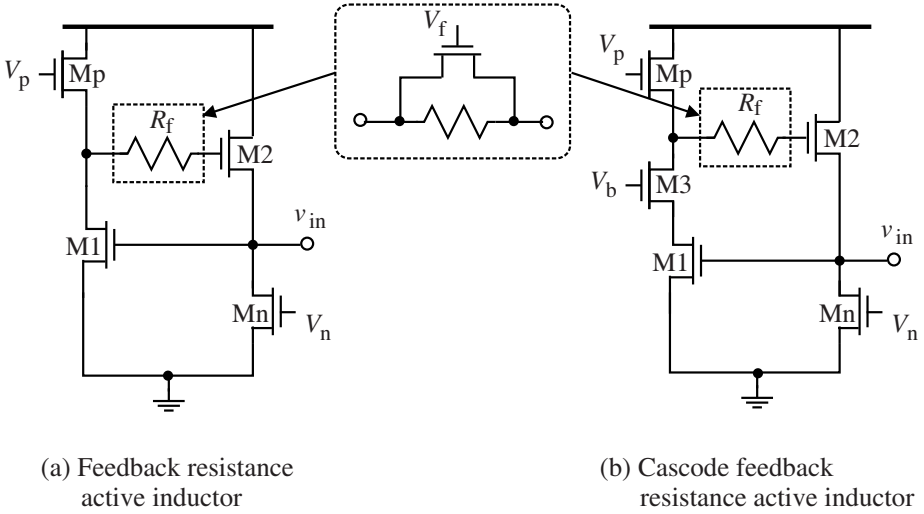 V_f
V_p
Mp
R_f
M2
v_in
M1
Mn
V_n
V_p
Mp
R_f
M2
V_b
M3
v_in
M1
Mn
V_n
(a) Feedback resistance
active inductor
(b) Cascode feedback
resistance active inductor